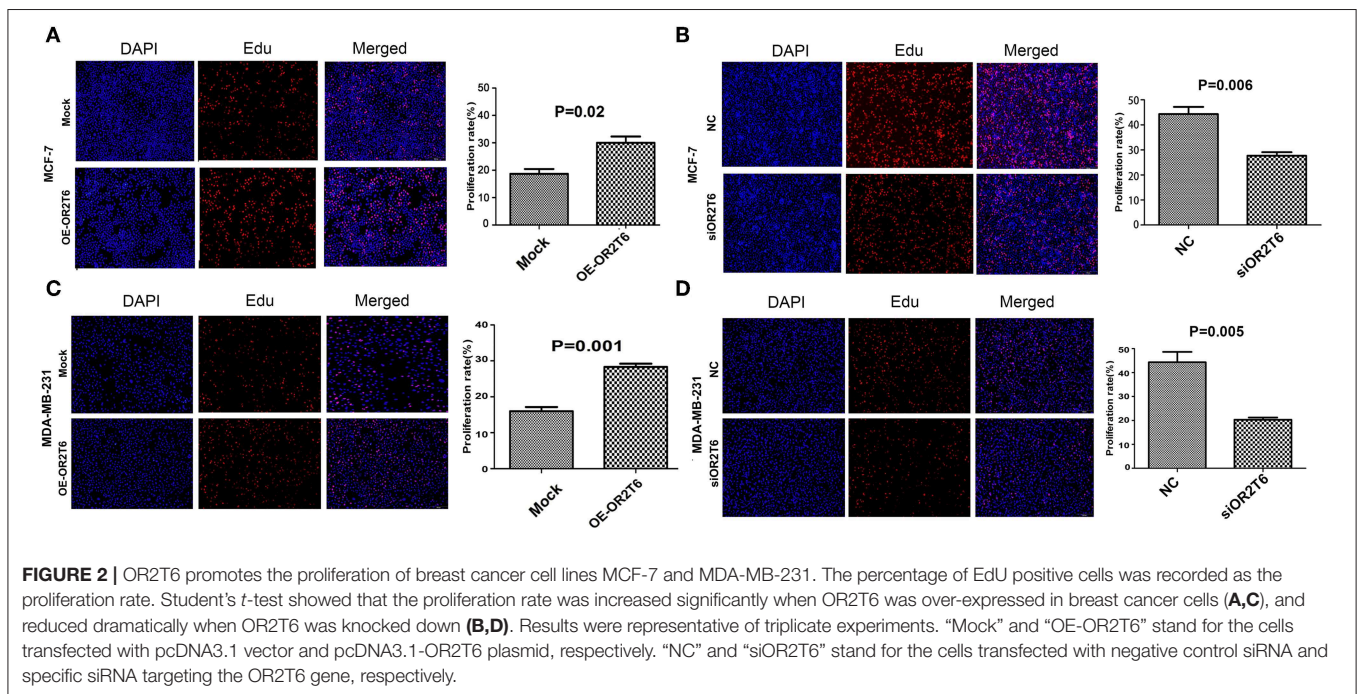 A
DAPI Edu Merged
Mock
OE-OR2T6
MCF-7
Proliferation rate(%)
50
40
30
20
10
0
P=0.02
Mock
OE-OR2T6
B
DAPI Edu Merged
NC
siOR2T6
MCF-7
Proliferation rate(%)
50
40
30
20
10
0
P=0.006
NC
siOR2T6
C
DAPI Edu Merged
Mock
OE-OR2T6
MDA-MB-231
Proliferation rate(%)
40
30
20
10
0
P=0.001
Mock
OE-OR2T6
D
DAPI Edu Merged
NC
siOR2T6
MDA-MB-231
Proliferation rate(%)
50
40
30
20
10
0
P=0.005
NC
siOR2T6
FIGURE 2 | OR2T6 promotes the proliferation of breast cancer cell lines MCF-7 and MDA-MB-231. The percentage of EdU positive cells was recorded as the
proliferation rate. Student's t-test showed that the proliferation rate was increased significantly when OR2T6 was over-expressed in breast cancer cells (A,C), and
reduced dramatically when OR2T6 was knocked down (B,D). Results were representative of triplicate experiments. “Mock” and “OE-OR2T6” stand for the cells
transfected with pcDNA3.1 vector and pcDNA3.1-OR2T6 plasmid, respectively. “NC” and “siOR2T6” stand for the cells transfected with negative control siRNA and
specific siRNA targeting the OR2T6 gene, respectively.